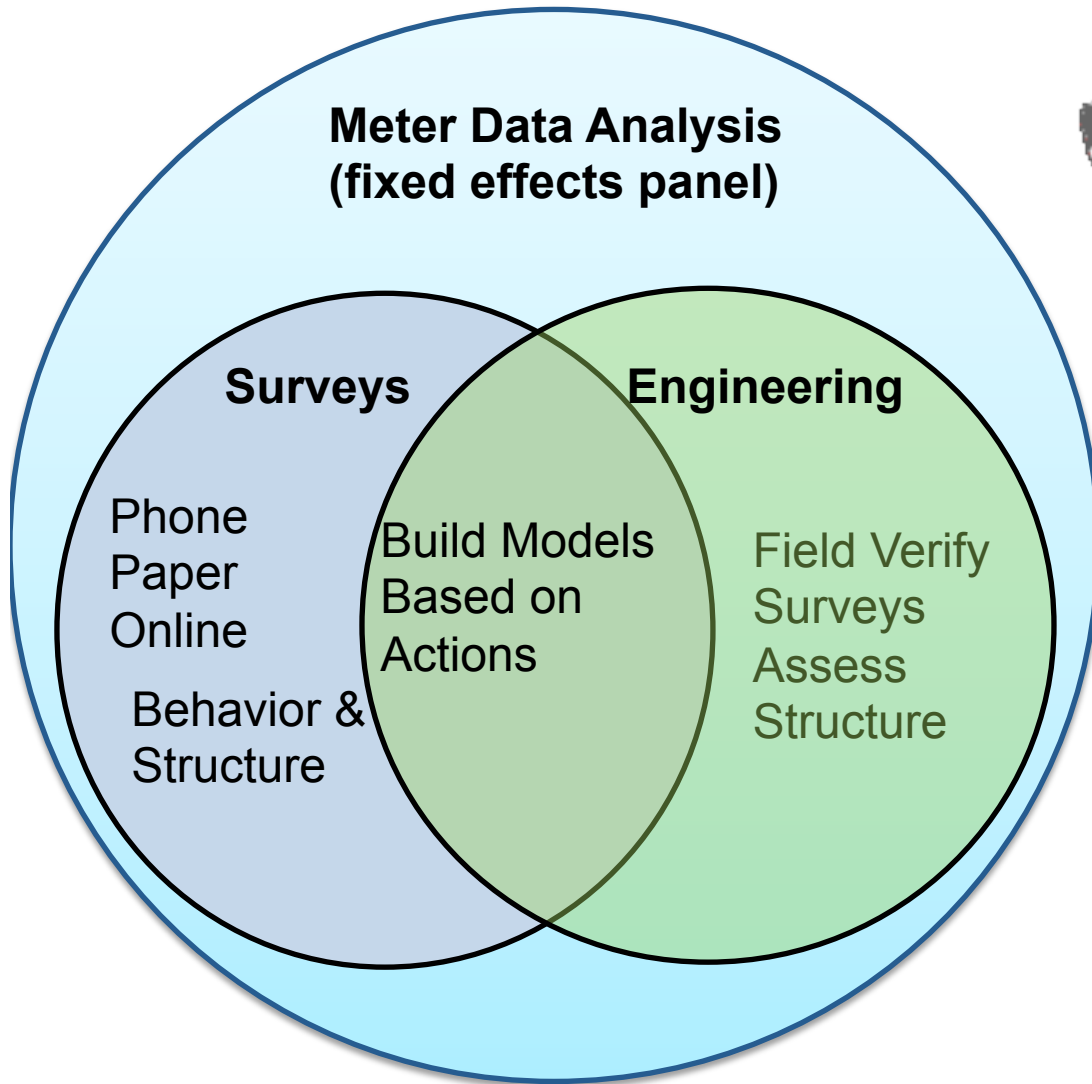 Meter Data Analysis
(fixed effects panel)
Surveys
Engineering
Phone
Paper
Online
Behavior &
Structure
Build Models
Based on
Actions
Field Verify
Surveys
Assess
Structure